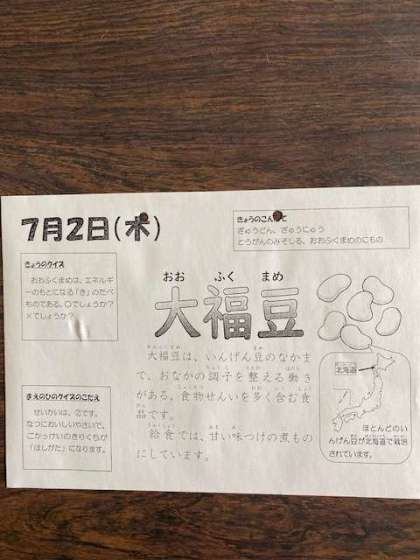 7月2日(水)
きょうのこんだて
ぎゅうどん、ぎゅうにゅう
とうがんのみそしる、おおふくまめのにもの
きょうのクイズ
おおふくまめは、エネルギ
ーのもとになる「き」のたべ
ものである。○でしょうか?
×でしょうか?
おお ふく まめ
大福豆
大福豆は、いんげん豆のなかま
で、おなかの調子を整える働き
がある、食物せんいを多く含む食
品です。
給食では、甘い味つけの煮もの
にしています。
まえのひのクイズのこたえ
せいかいは、②です。
なつにおいしいやさいで、
ごかっけいのきりくちが
「ほしがた」になります。
北海道
ほとんどのい
んげん豆が北海道で栽培
されています。